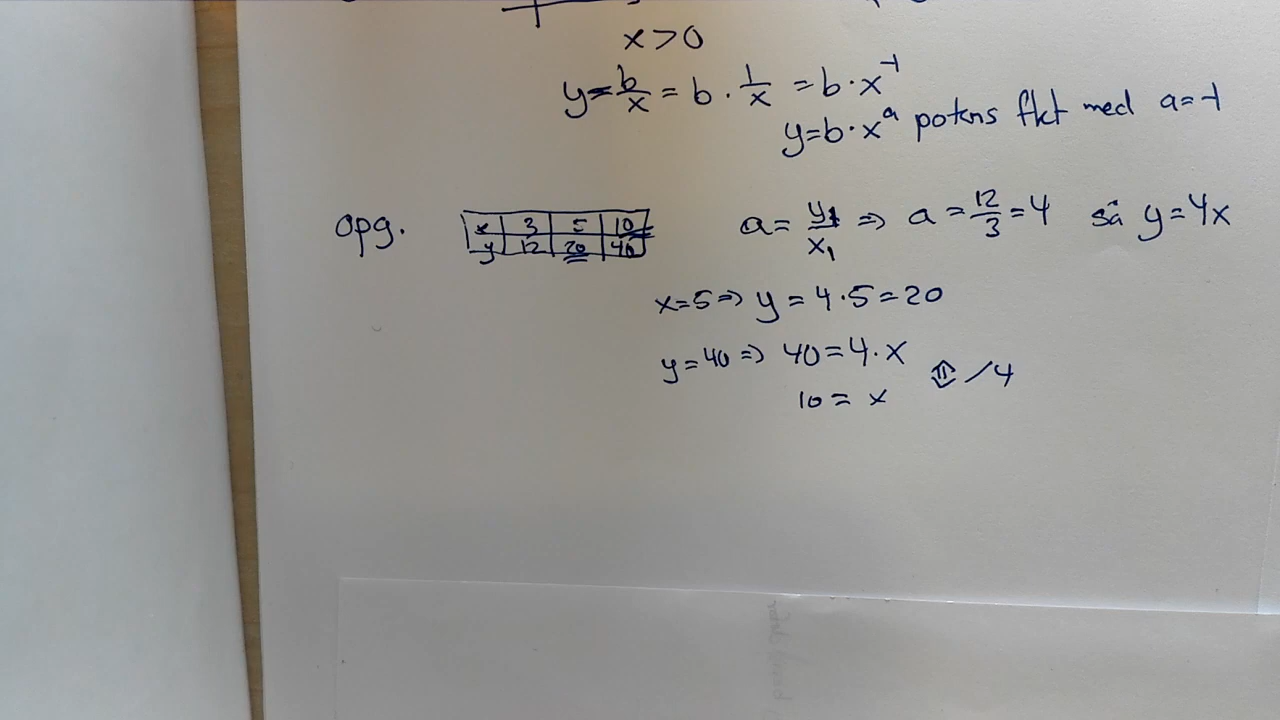 x>0
y=b/x = b · 1/x = b · x⁻¹
y=b·xᵃ potens fkt med a=-1
opg. x 3 5 10 a = y₁/x₁ ⇒ a = 12/3 = 4 så y=4x
y 12 20 40
x=5 ⇒ y = 4·5 = 20
y=40 ⇒ 40=4·x
⇕ /4
10 = x